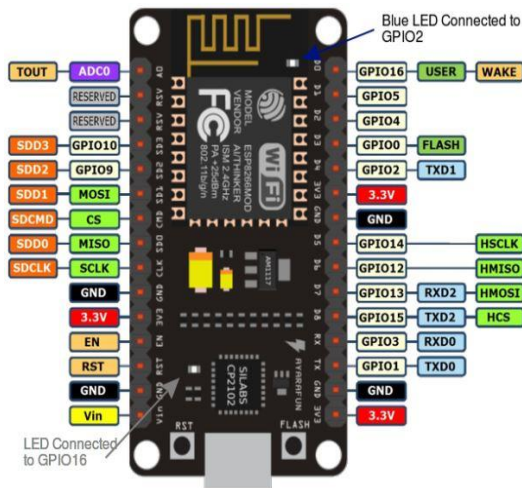 Blue LED Connected to
GPIO2
TOUT ADC0
RESERVED
RESERVED
SDD3 GPIO10
SDD2 GPIO9
SDD1 MOSI
SDCMD CS
SDD0 MISO
SDCLK SCLK
GND
3.3V
EN
RST
GND
Vin
A0
RSV
RSV
SD3
SD2
SD1
CMD
SD0
CLK
GND
3V3
EN
RST
GND
Vin
MODEL
VENDOR
ESP8266MOD
AI/THINKER
ISM 2.4GHz
PA +25dBm
802.11b/g/n
FC
Wi Fi
AM1117
SILABS
CP2102
AYARAFUN
RST
FLASH
D0
D1
D2
D3
D4
3V3
GND
D5
D6
D7
D8
RX
TX
GND
3V3
GPIO16 USER WAKE
GPIO5
GPIO4
GPIO0 FLASH
GPIO2 TXD1
3.3V
GND
GPIO14 HSCLK
GPIO12 HMISO
GPIO13 RXD2 HMOSI
GPIO15 TXD2 HCS
GPIO3 RXD0
GPIO1 TXD0
GND
3.3V
LED Connected
to GPIO16